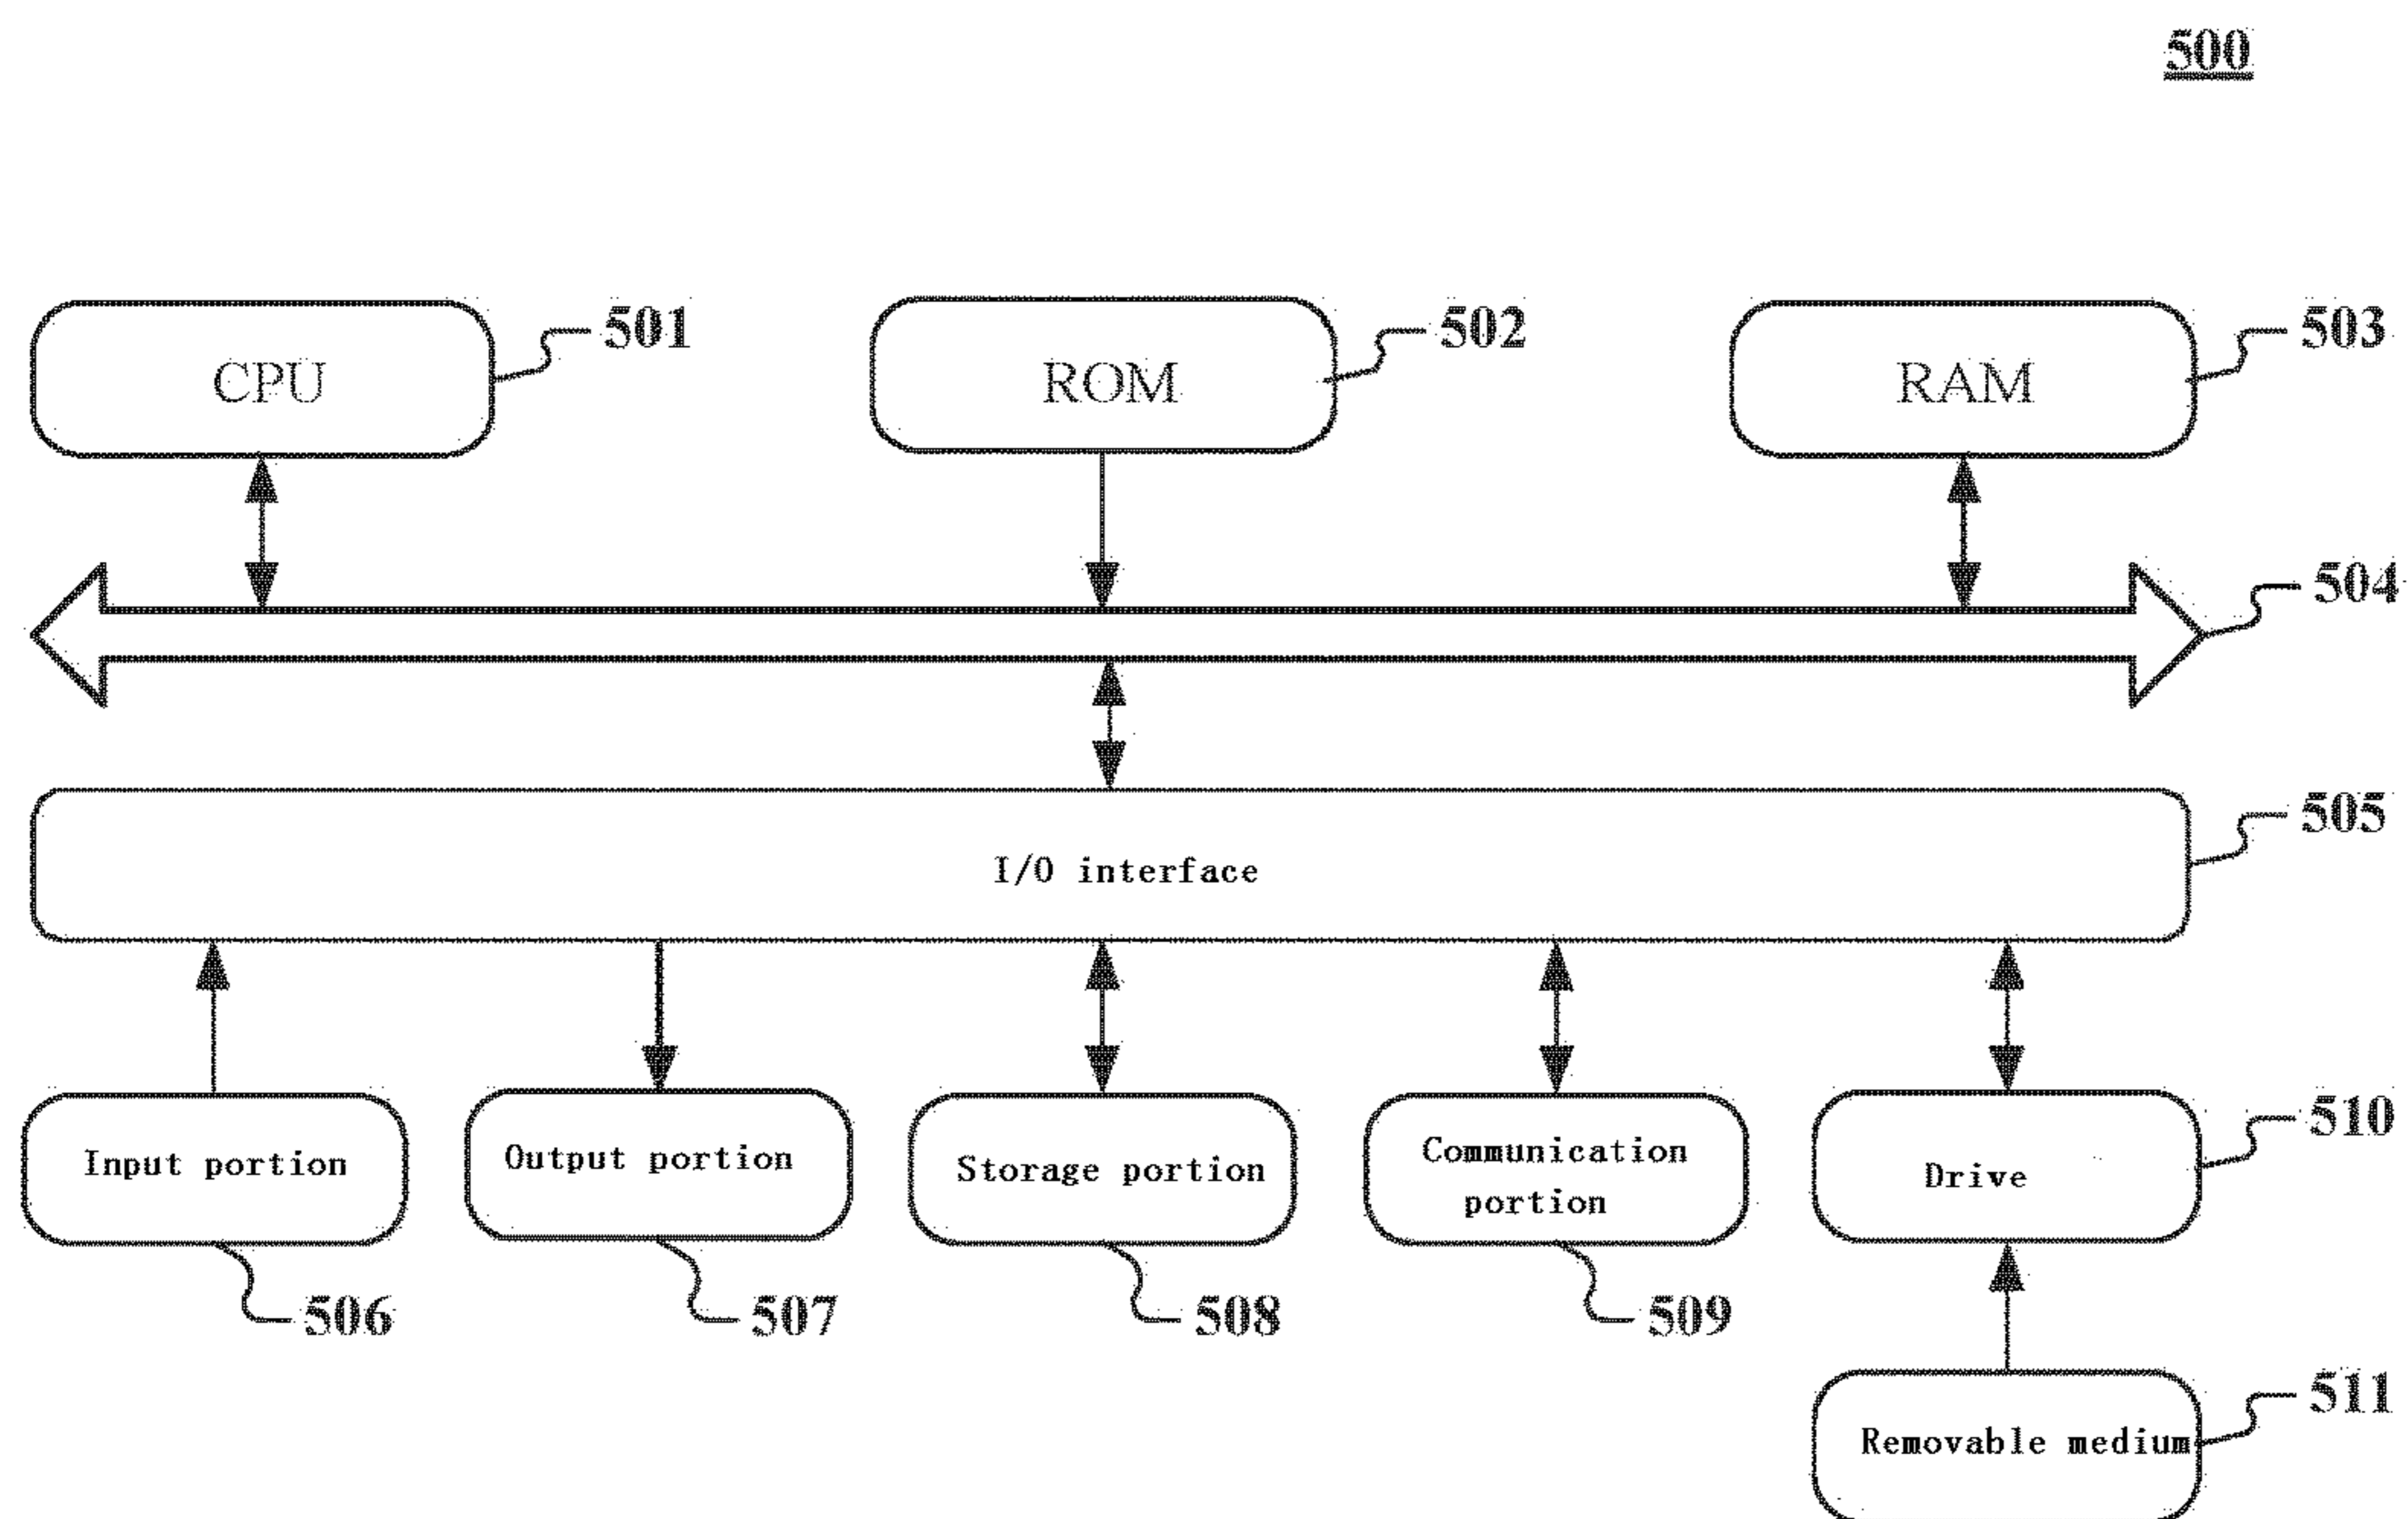 500
CPU
501
ROM
502
RAM
503
504
I/O interface
505
Input portion
Output portion
Storage portion
Communication
portion
Drive
510
506
507
508
509
Removable medium
511